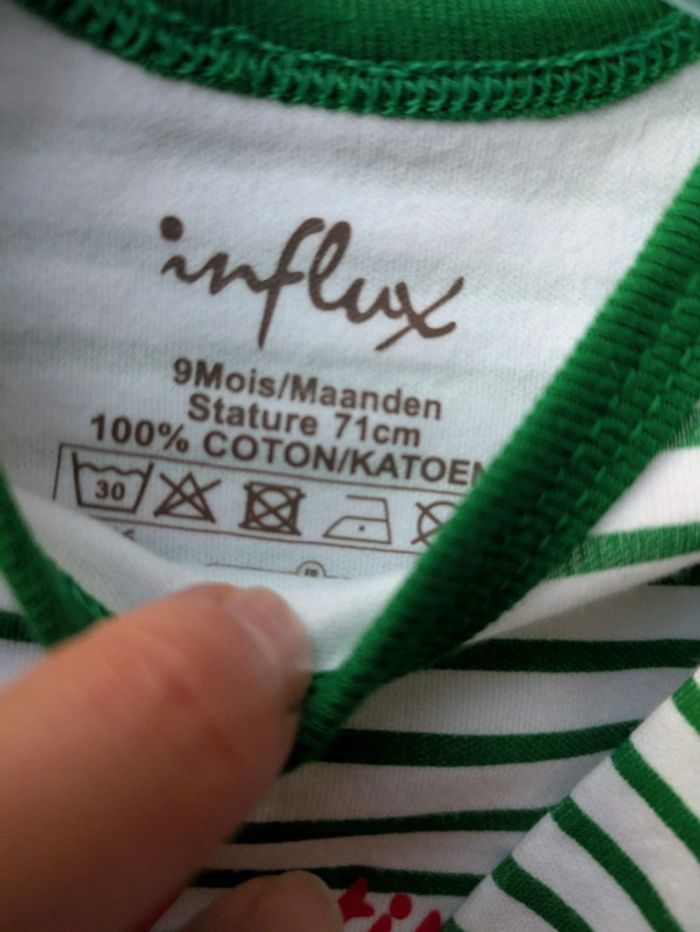 influx
9Mois/Maanden
Stature 71cm
100% COTON/KATOEN
30